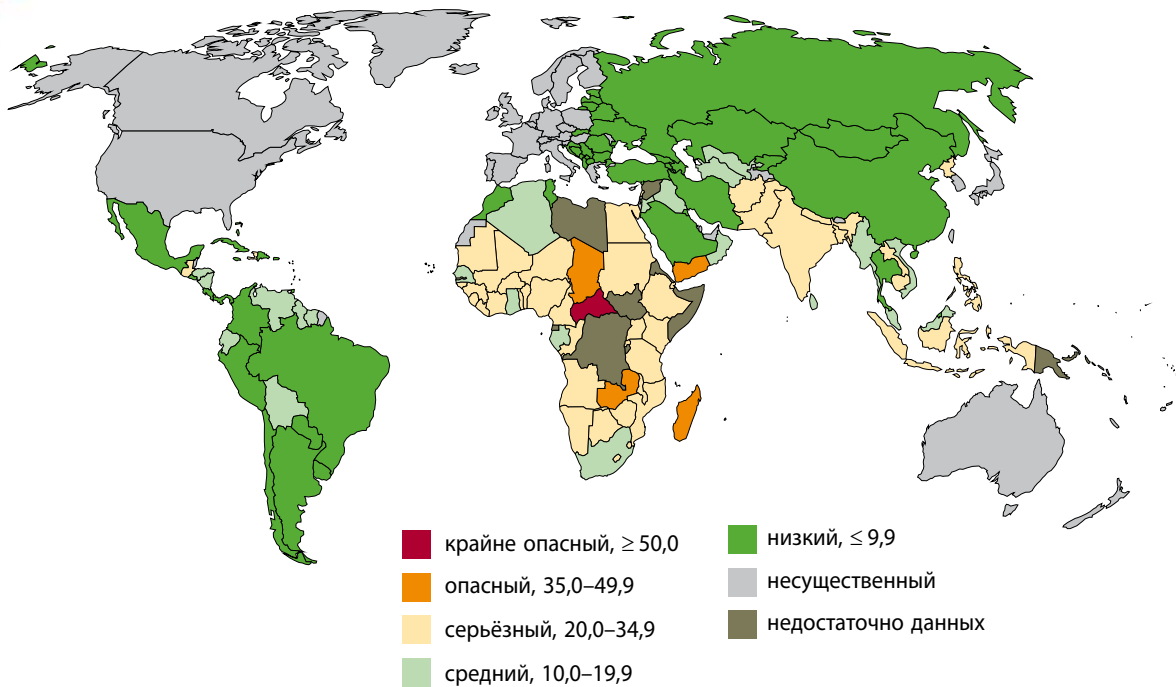 крайне опасный, ≥ 50,0
опасный, 35,0–49,9
серьёзный, 20,0–34,9
средний, 10,0–19,9
низкий, ≤ 9,9
несущественный
недостаточно данных